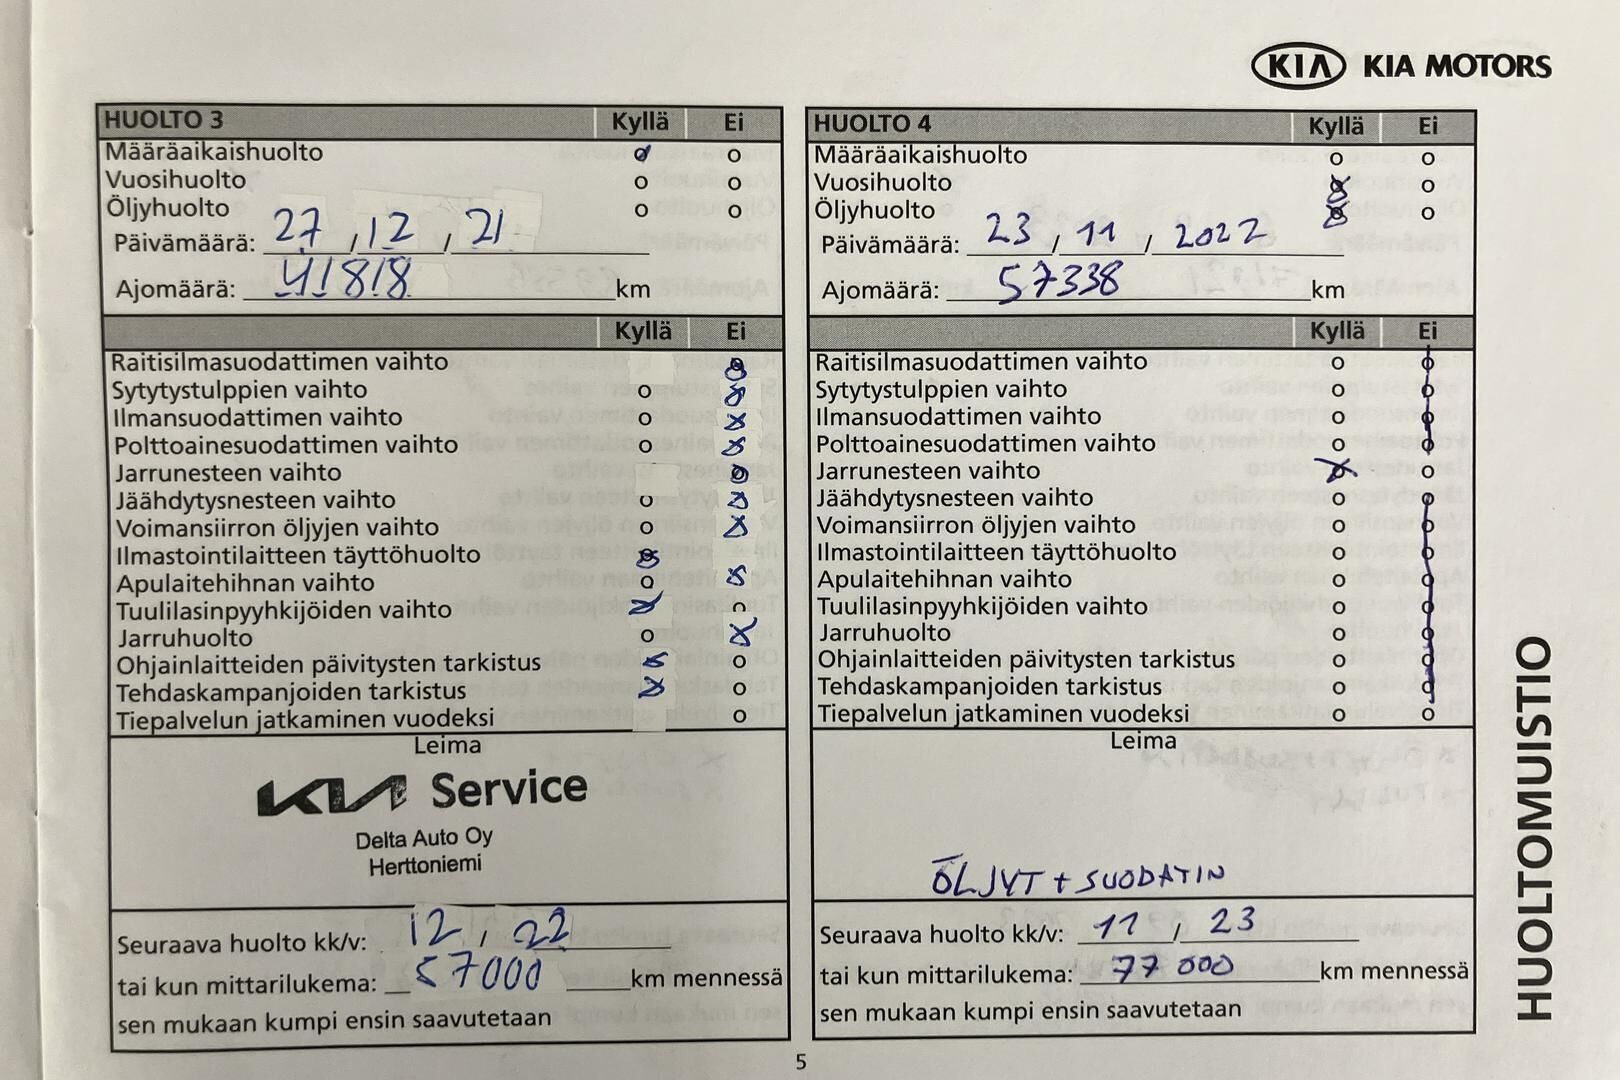 KIA KIA MOTORS
HUOLTO 3 Kyllä Ei
Määräaikaishuolto
Vuosihuolto
Öljyhuolto
Päivämäärä: 27 / 12 / 21
Ajomäärä: 41818 km
Kyllä Ei
Raitisilmasuodattimen vaihto
Sytytystulppien vaihto
Ilmansuodattimen vaihto
Polttoainesuodattimen vaihto
Jarrunesteen vaihto
Jäähdytysnesteen vaihto
Voimansiirron öljyjen vaihto
Ilmastointilaitteen täyttöhuolto
Apulaitehihnan vaihto
Tuulilasinpyyhkijöiden vaihto
Jarruhuolto
Ohjainlaitteiden päivitysten tarkistus
Tehdaskampanjoiden tarkistus
Tiepalvelun jatkaminen vuodeksi
Leima
KIA Service
Delta Auto Oy
Herttoniemi
Seuraava huolto kk/v: 12 / 22
tai kun mittarilukema: 57000 km mennessä
sen mukaan kumpi ensin saavutetaan
HUOLTO 4 Kyllä Ei
Määräaikaishuolto
Vuosihuolto
Öljyhuolto
Päivämäärä: 23 / 11 / 2022
Ajomäärä: 57338 km
Kyllä Ei
Raitisilmasuodattimen vaihto
Sytytystulppien vaihto
Ilmansuodattimen vaihto
Polttoainesuodattimen vaihto
Jarrunesteen vaihto
Jäähdytysnesteen vaihto
Voimansiirron öljyjen vaihto
Ilmastointilaitteen täyttöhuolto
Apulaitehihnan vaihto
Tuulilasinpyyhkijöiden vaihto
Jarruhuolto
Ohjainlaitteiden päivitysten tarkistus
Tehdaskampanjoiden tarkistus
Tiepalvelun jatkaminen vuodeksi
Leima
ÖLJYT + SUODATIN
Seuraava huolto kk/v: 11 / 23
tai kun mittarilukema: 77 000 km mennessä
sen mukaan kumpi ensin saavutetaan
HUOLTOMUISTIO
5